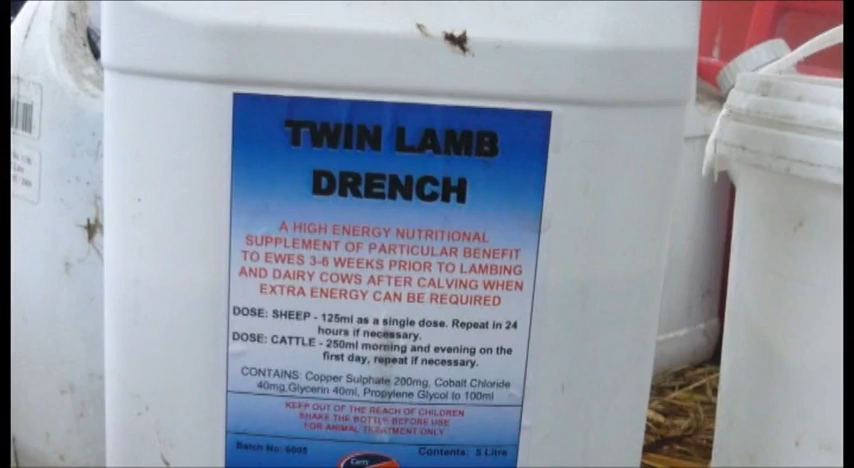 TWIN LAMB
DRENCH
A HIGH ENERGY NUTRITIONAL
SUPPLEMENT OF PARTICULAR BENEFIT
TO EWES 3-6 WEEKS PRIOR TO LAMBING
AND DAIRY COWS AFTER CALVING WHEN
EXTRA ENERGY CAN BE REQUIRED
DOSE: SHEEP - 125ml as a single dose. Repeat in 24
hours if necessary.
DOSE: CATTLE - 250ml morning and evening on the
first day, repeat if necessary.
CONTAINS: Copper Sulphate 200mg, Cobalt Chloride
40mg,Glycerin 40ml, Propylene Glycol to 100ml
KEEP OUT OF THE REACH OF CHILDREN
SHAKE THE BOTTLE BEFORE USE
FOR ANIMAL TREATMENT ONLY
Batch No: 6095 Contents: 5 Litre